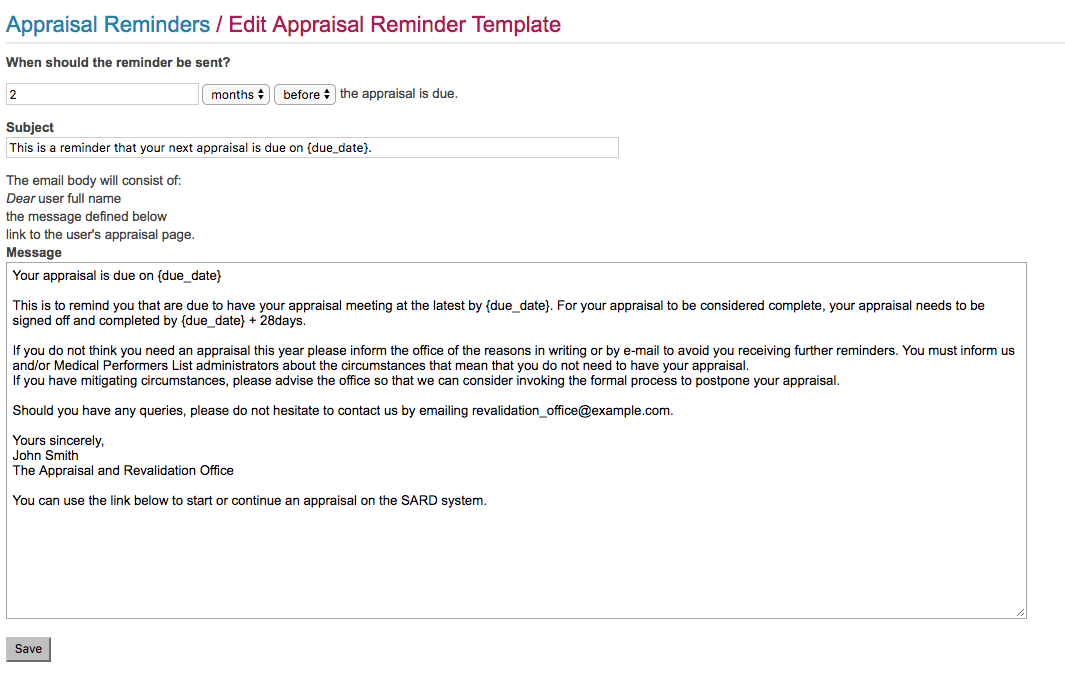 Appraisal Reminders / Edit Appraisal Reminder Template
When should the reminder be sent?
2 months before the appraisal is due.
Subject
This is a reminder that your next appraisal is due on {due_date}.
The email body will consist of:
Dear user full name
the message defined below
link to the user's appraisal page.
Message
Your appraisal is due on {due_date}
This is to remind you that are due to have your appraisal meeting at the latest by {due_date}. For your appraisal to be considered complete, your appraisal needs to be
signed off and completed by {due_date} + 28days.
If you do not think you need an appraisal this year please inform the office of the reasons in writing or by e-mail to avoid you receiving further reminders. You must inform us
and/or Medical Performers List administrators about the circumstances that mean that you do not need to have your appraisal.
If you have mitigating circumstances, please advise the office so that we can consider invoking the formal process to postpone your appraisal.
Should you have any queries, please do not hesitate to contact us by emailing revalidation_office@example.com.
Yours sincerely,
John Smith
The Appraisal and Revalidation Office
You can use the link below to start or continue an appraisal on the SARD system.
Save